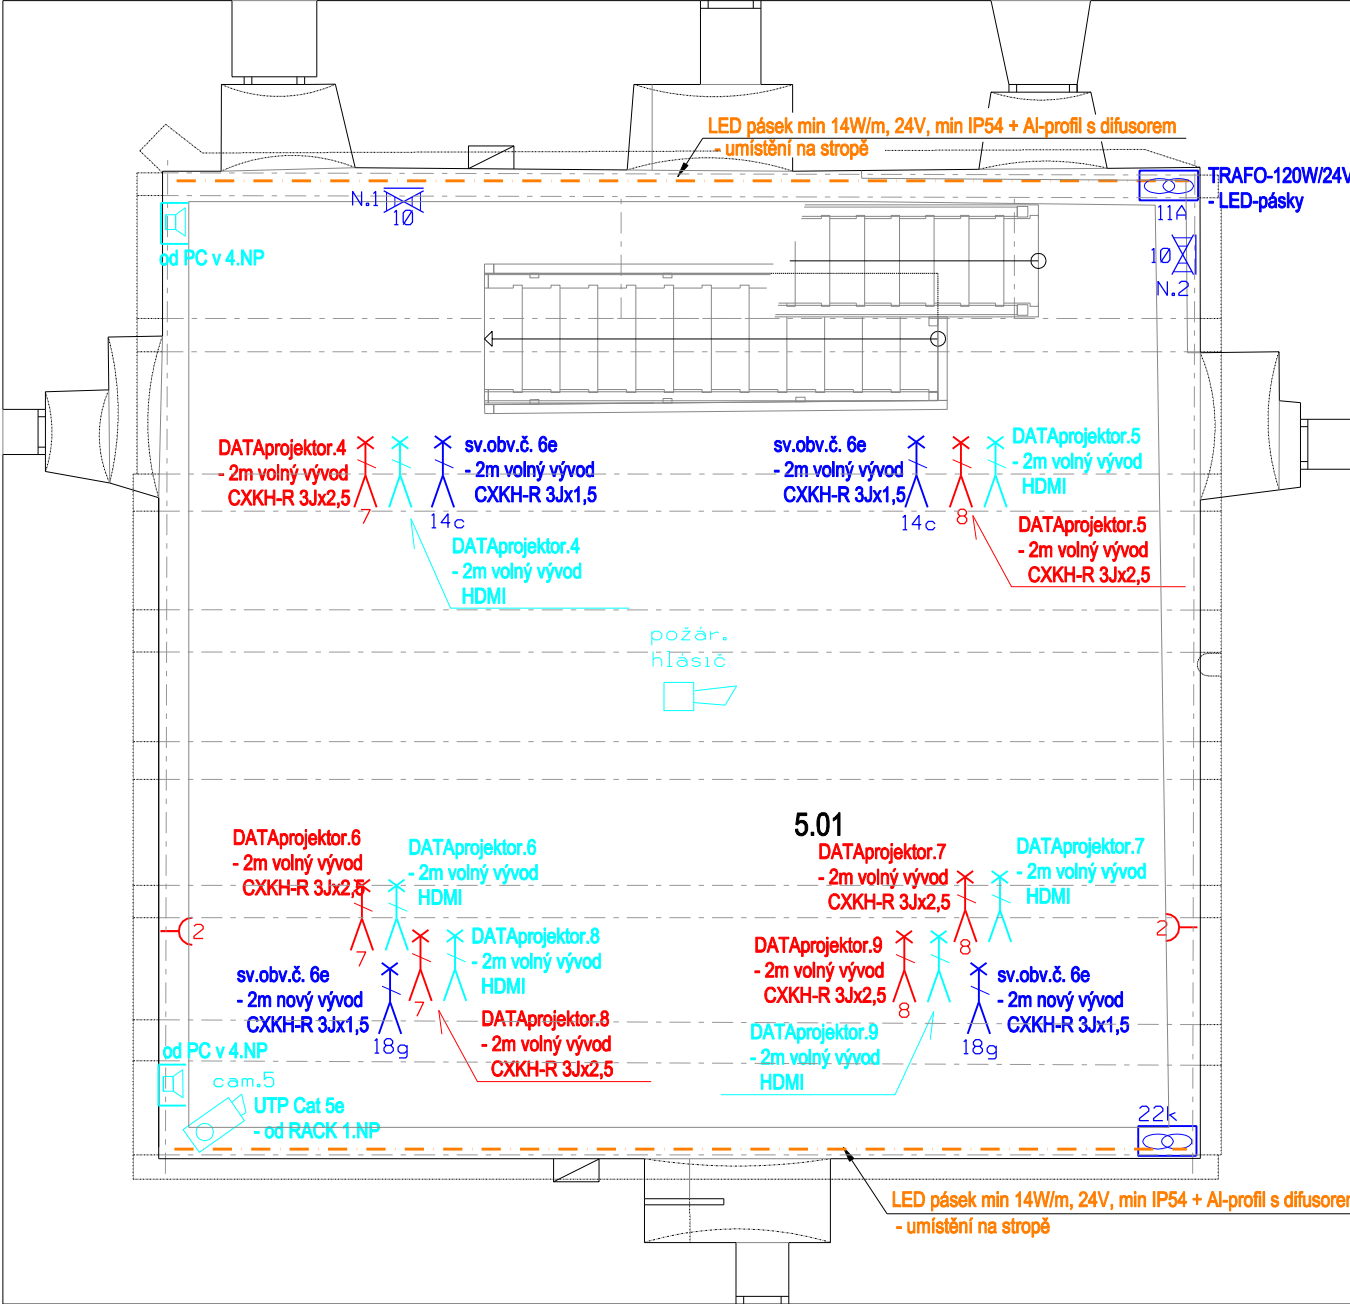 LED pásek min 14W/m, 24V, min IP54 + Al-profil s difusorem
- umístění na stropě
TRAFO-120W/24V
- LED-pásky
11A
N.1
10
10
N.2
od PC v 4.NP
DATAprojektor.4
- 2m volný vývod
CXKH-R 3Jx2,5
7
sv.obv.č. 6e
- 2m volný vývod
CXKH-R 3Jx1,5
14c
DATAprojektor.4
- 2m volný vývod
HDMI
sv.obv.č. 6e
- 2m volný vývod
CXKH-R 3Jx1,5
14c
8
DATAprojektor.5
- 2m volný vývod
HDMI
DATAprojektor.5
- 2m volný vývod
CXKH-R 3Jx2,5
požár.
hlásič
5.01
DATAprojektor.6
- 2m volný vývod
CXKH-R 3Jx2,5
7
DATAprojektor.6
- 2m volný vývod
HDMI
DATAprojektor.7
- 2m volný vývod
CXKH-R 3Jx2,5
8
DATAprojektor.7
- 2m volný vývod
HDMI
2
2
DATAprojektor.8
- 2m volný vývod
HDMI
7
DATAprojektor.9
- 2m volný vývod
CXKH-R 3Jx2,5
8
sv.obv.č. 6e
- 2m nový vývod
CXKH-R 3Jx1,5
18g
sv.obv.č. 6e
- 2m nový vývod
CXKH-R 3Jx1,5
18g
DATAprojektor.8
- 2m volný vývod
CXKH-R 3Jx2,5
DATAprojektor.9
- 2m volný vývod
HDMI
od PC v 4.NP
cam.5
UTP Cat 5e
- od RACK 1.NP
22k
LED pásek min 14W/m, 24V, min IP54 + Al-profil s difusorem
- umístění na stropě